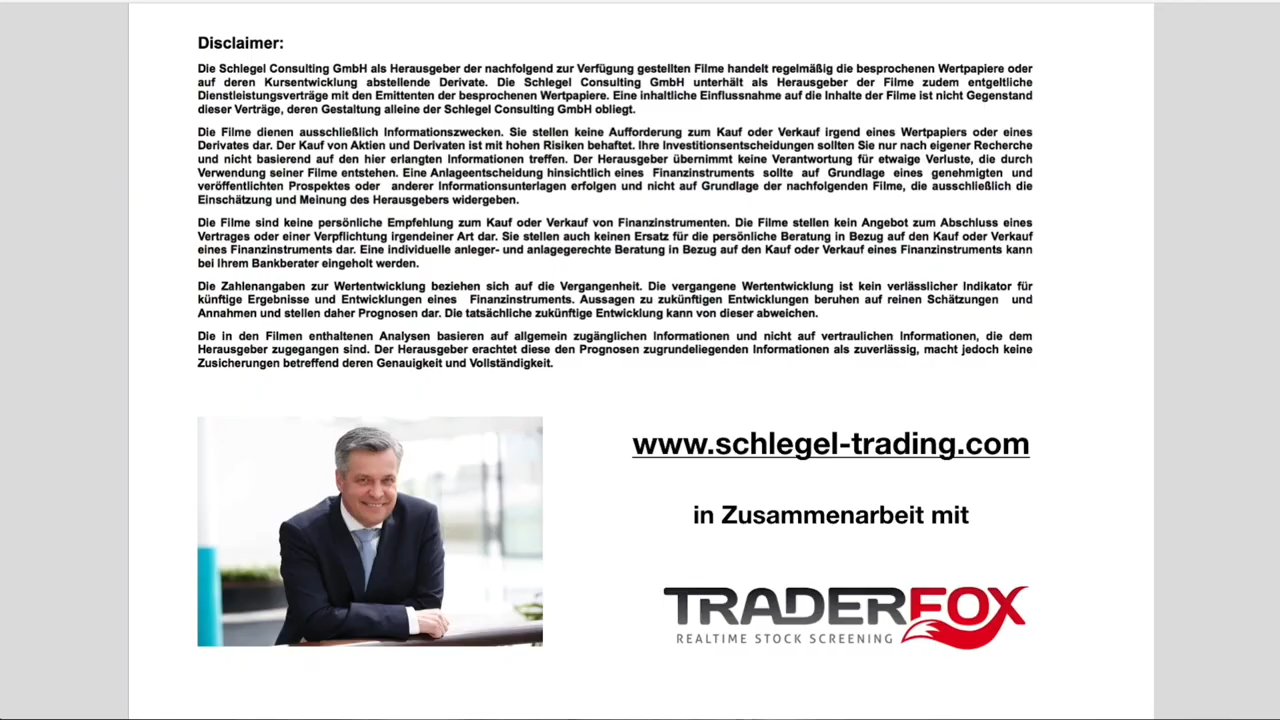 Disclaimer:
Die Schlegel Consulting GmbH als Herausgeber der nachfolgend zur Verfügung gestellten Filme handelt regelmäßig die besprochenen Wertpapiere oder
auf deren Kursentwicklung abstellende Derivate. Die Schlegel Consulting GmbH unterhält als Herausgeber der Filme zudem entgeltliche
Dienstleistungsverträge mit den Emittenten der besprochenen Wertpapiere. Eine inhaltliche Einflussnahme auf die Inhalte der Filme ist nicht Gegenstand
dieser Verträge, deren Gestaltung alleine der Schlegel Consulting GmbH obliegt.
Die Filme dienen ausschließlich Informationszwecken. Sie stellen keine Aufforderung zum Kauf oder Verkauf irgend eines Wertpapiers oder eines
Derivates dar. Der Kauf von Aktien und Derivaten ist mit hohen Risiken behaftet. Ihre Investitionsentscheidungen sollten Sie nur nach eigener Recherche
und nicht basierend auf den hier erlangten Informationen treffen. Der Herausgeber übernimmt keine Verantwortung für etwaige Verluste, die durch
Verwendung seiner Filme entstehen. Eine Anlageentscheidung hinsichtlich eines Finanzinstruments sollte auf Grundlage eines genehmigten und
veröffentlichten Prospektes oder anderer Informationsunterlagen erfolgen und nicht auf Grundlage der nachfolgenden Filme, die ausschließlich die
Einschätzung und Meinung des Herausgebers widergeben.
Die Filme sind keine persönliche Empfehlung zum Kauf oder Verkauf von Finanzinstrumenten. Die Filme stellen kein Angebot zum Abschluss eines
Vertrages oder einer Verpflichtung irgendeiner Art dar. Sie stellen auch keinen Ersatz für die persönliche Beratung in Bezug auf den Kauf oder Verkauf
eines Finanzinstruments dar. Eine individuelle anleger- und anlagegerechte Beratung in Bezug auf den Kauf oder Verkauf eines Finanzinstruments kann
bei Ihrem Bankberater eingeholt werden.
Die Zahlenangaben zur Wertentwicklung beziehen sich auf die Vergangenheit. Die vergangene Wertentwicklung ist kein verlässlicher Indikator für
künftige Ergebnisse und Entwicklungen eines Finanzinstruments. Aussagen zu zukünftigen Entwicklungen beruhen auf reinen Schätzungen und
Annahmen und stellen daher Prognosen dar. Die tatsächliche zukünftige Entwicklung kann von dieser abweichen.
Die in den Filmen enthaltenen Analysen basieren auf allgemein zugänglichen Informationen und nicht auf vertraulichen Informationen, die dem
Herausgeber zugegangen sind. Der Herausgeber erachtet diese den Prognosen zugrundeliegenden Informationen als zuverlässig, macht jedoch keine
Zusicherungen betreffend deren Genauigkeit und Vollständigkeit.
www.schlegel-trading.com
in Zusammenarbeit mit
TRADERFOX
REALTIME STOCK SCREENING